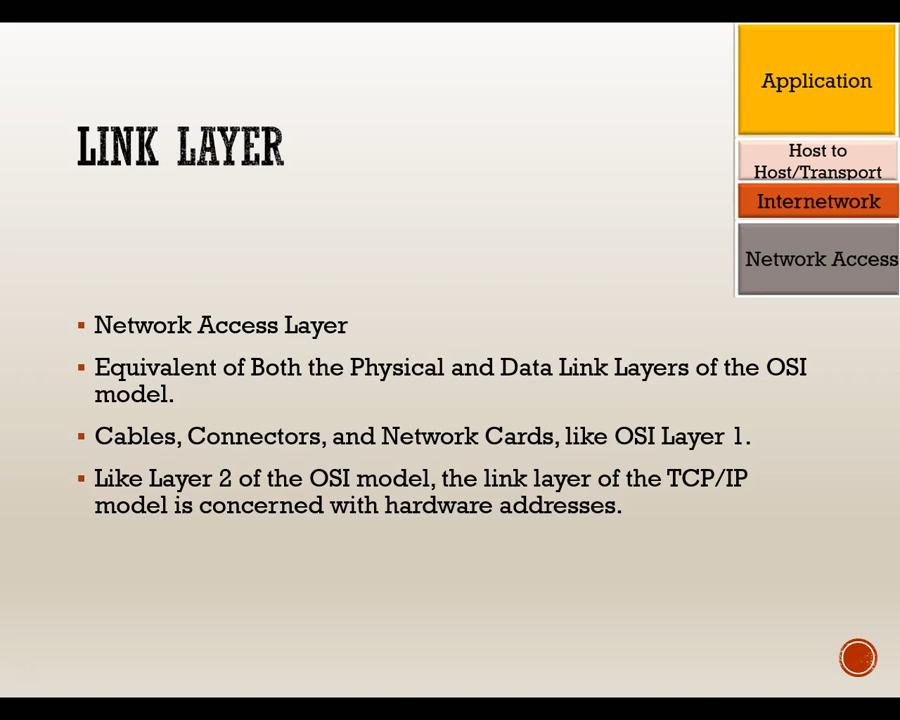 Application
Host to
Host/Transport
Internetwork
Network Access
LINK LAYER
Network Access Layer
Equivalent of Both the Physical and Data Link Layers of the OSI
model.
Cables, Connectors, and Network Cards, like OSI Layer 1.
Like Layer 2 of the OSI model, the link layer of the TCP/IP
model is concerned with hardware addresses.